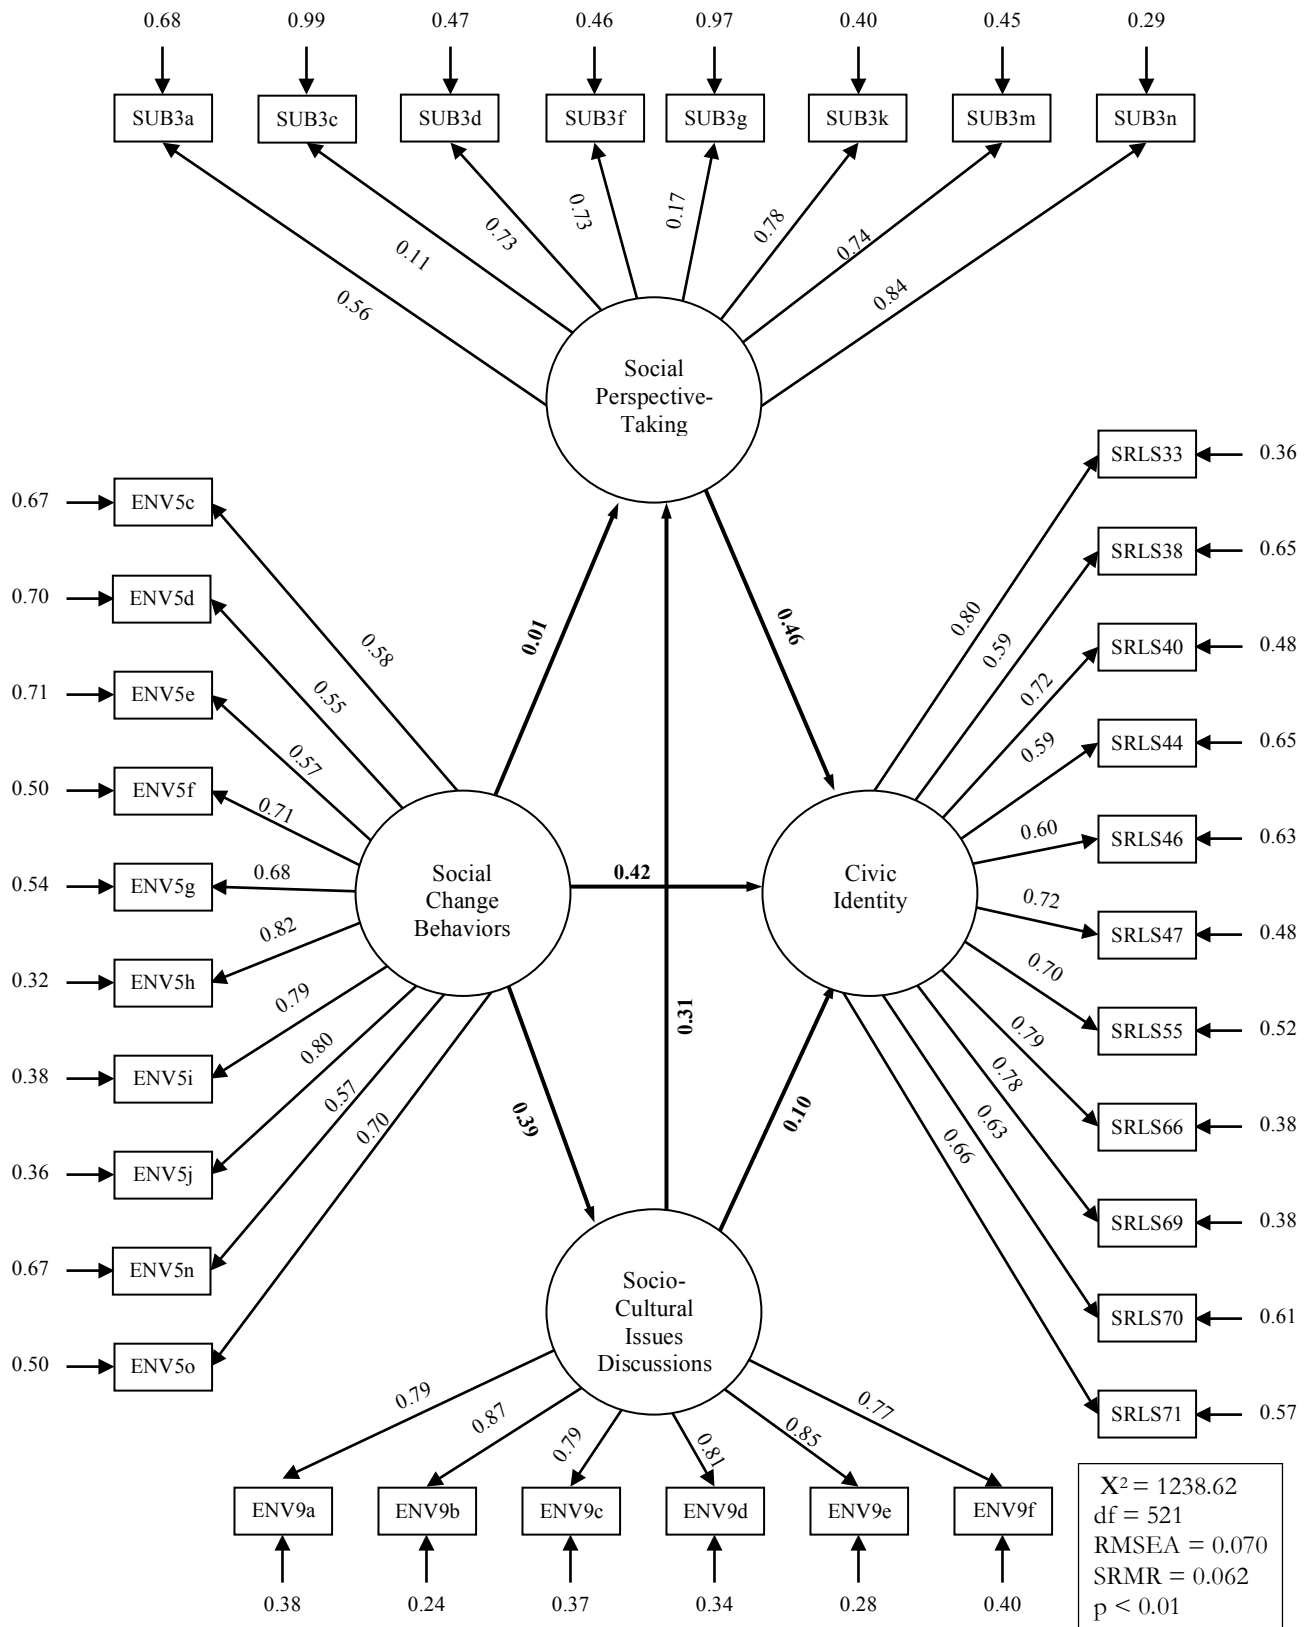 0.68 0.99 0.47 0.46 0.97 0.40 0.45 0.29
SUB3a SUB3c SUB3d SUB3f SUB3g SUB3k SUB3m SUB3n
0.56
0.11
0.73
0.73
0.17
0.78
0.74
0.84
Social
Perspective-
Taking
0.67 ENV5c
0.70 ENV5d
0.71 ENV5e
0.50 ENV5f
0.54 ENV5g
0.32 ENV5h
0.38 ENV5i
0.36 ENV5j
0.67 ENV5n
0.50 ENV5o
0.58
0.55
0.57
0.71
0.68
0.82
0.79
0.80
0.57
0.70
Social
Change
Behaviors
0.01
0.46
0.42
0.31
0.39
0.10
Civic
Identity
0.80
0.59
0.72
0.59
0.60
0.72
0.70
0.79
0.78
0.63
0.66
SRLS33 0.36
SRLS38 0.65
SRLS40 0.48
SRLS44 0.65
SRLS46 0.63
SRLS47 0.48
SRLS55 0.52
SRLS66 0.38
SRLS69 0.38
SRLS70 0.61
SRLS71 0.57
Socio-
Cultural
Issues
Discussions
0.79
0.87
0.79
0.81
0.85
0.77
ENV9a ENV9b ENV9c ENV9d ENV9e ENV9f
0.38 0.24 0.37 0.34 0.28 0.40
X² = 1238.62
df = 521
RMSEA = 0.070
SRMR = 0.062
p < 0.01